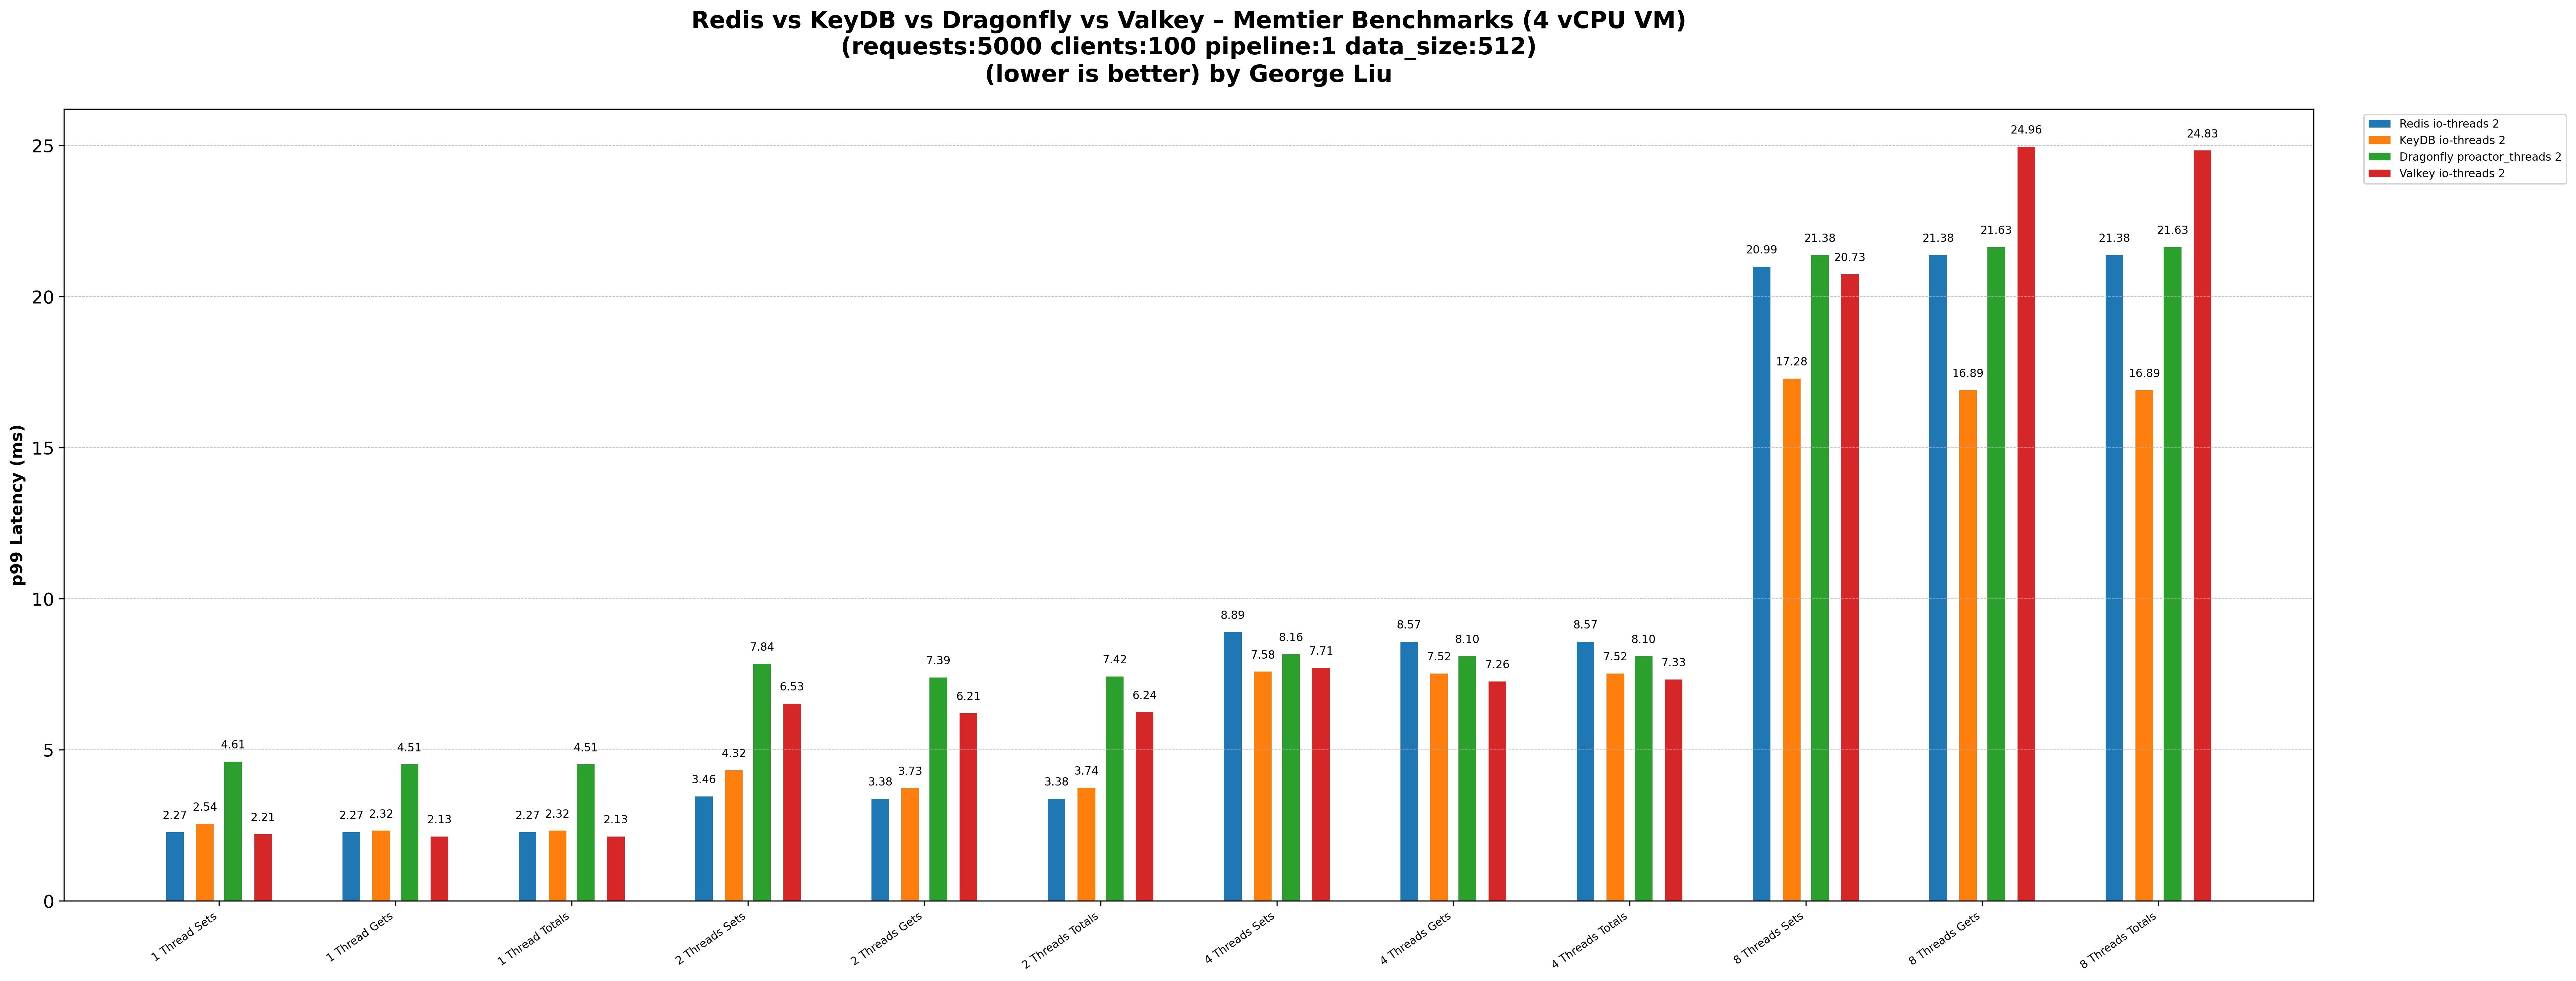 Redis vs KeyDB vs Dragonfly vs Valkey – Memtier Benchmarks (4 vCPU VM)
(requests:5000 clients:100 pipeline:1 data_size:512)
(lower is better) by George Liu
p99 Latency (ms)
25
20
15
10
5
0
2.27 2.54 4.61 2.21
2.27 2.32 4.51 2.13
2.27 2.32 4.51 2.13
3.46 4.32 7.84 6.53
3.38 3.73 7.39 6.21
3.38 3.74 7.42 6.24
8.89 7.58 8.16 7.71
8.57 7.52 8.10 7.26
8.57 7.52 8.10 7.33
20.99 17.28 21.38 20.73
21.38 16.89 21.63 24.96
21.38 16.89 21.63 24.83
1 Thread Sets
1 Thread Gets
1 Thread Totals
2 Threads Sets
2 Threads Gets
2 Threads Totals
4 Threads Sets
4 Threads Gets
4 Threads Totals
8 Threads Sets
8 Threads Gets
8 Threads Totals
Redis io-threads 2
KeyDB io-threads 2
Dragonfly proactor_threads 2
Valkey io-threads 2